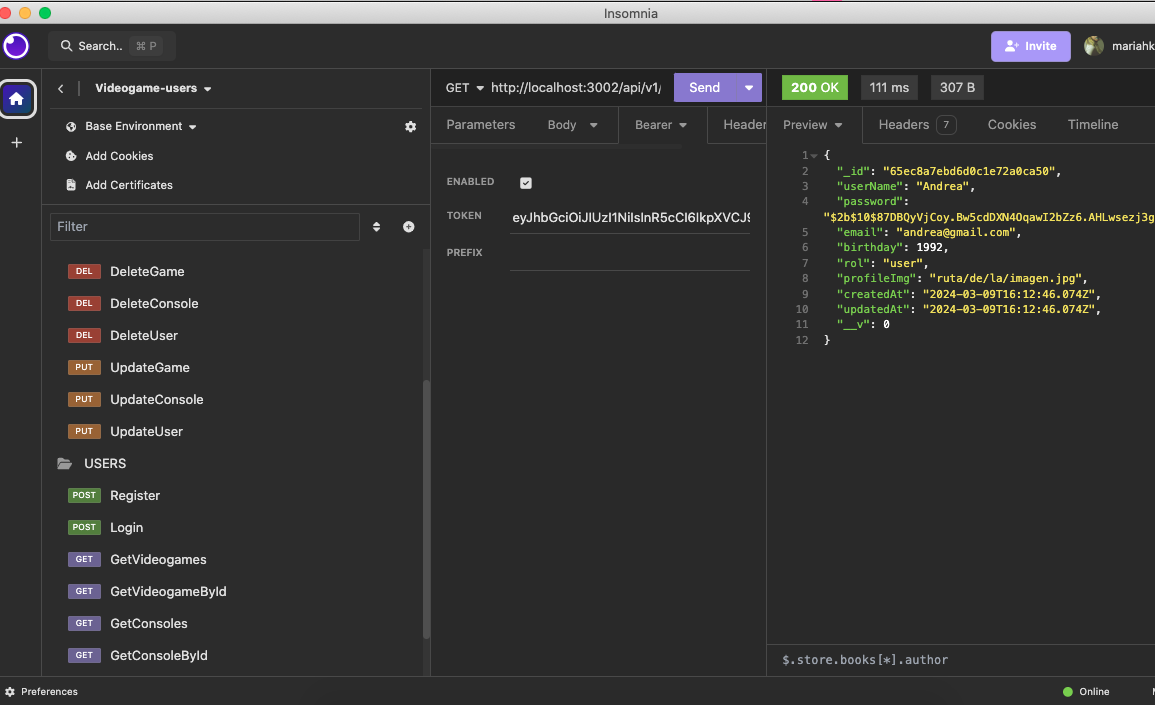 Insomnia
Search.. ⌘ P
Invite
mariahk
Videogame-users
Base Environment
Add Cookies
Add Certificates
Filter
DEL DeleteGame
DEL DeleteConsole
DEL DeleteUser
PUT UpdateGame
PUT UpdateConsole
PUT UpdateUser
USERS
POST Register
POST Login
GET GetVideogames
GET GetVideogameById
GET GetConsoles
GET GetConsoleById
GET http://localhost:3002/api/v1/ Send
Parameters Body Bearer Header
ENABLED
TOKEN eyJhbGciOiJIUzI1NiIsInR5cCI6IkpXVCJ9
PREFIX
200 OK 111 ms 307 B
Preview Headers 7 Cookies Timeline
1 {
2 "_id": "65ec8a7ebd6d0c1e72a0ca50",
3 "userName": "Andrea",
4 "password":
"$2b$10$87DBQyVjCoy.Bw5cdDXN4OqawI2bZz6.AHLwsezj3g
5 "email": "andrea@gmail.com",
6 "birthday": 1992,
7 "rol": "user",
8 "profileImg": "ruta/de/la/imagen.jpg",
9 "createdAt": "2024-03-09T16:12:46.074Z",
10 "updatedAt": "2024-03-09T16:12:46.074Z",
11 "__v": 0
12 }
$.store.books[*].author
Preferences
Online